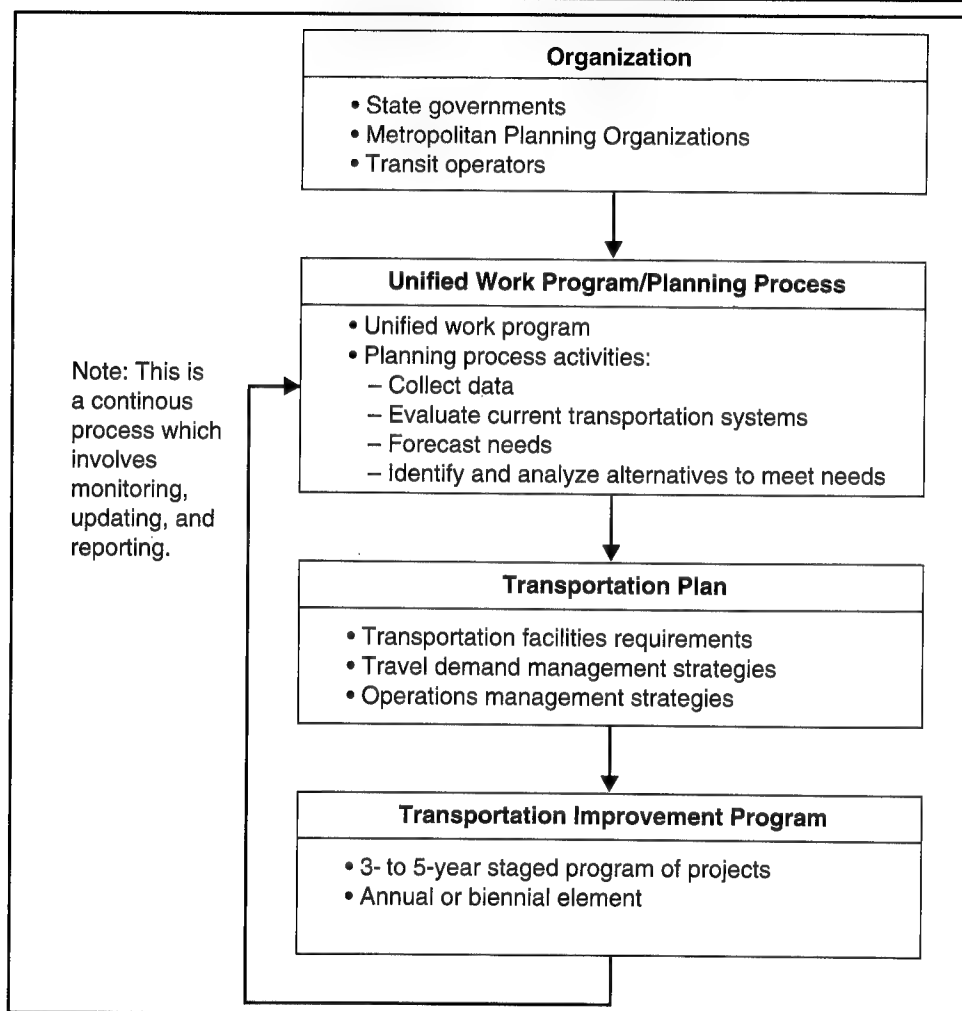 Organization
• State governments
• Metropolitan Planning Organizations
• Transit operators
Unified Work Program/Planning Process
• Unified work program
• Planning process activities:
– Collect data
– Evaluate current transportation systems
– Forecast needs
– Identify and analyze alternatives to meet needs
Note: This is
a continous
process which
involves
monitoring,
updating, and
reporting.
Transportation Plan
• Transportation facilities requirements
• Travel demand management strategies
• Operations management strategies
Transportation Improvement Program
• 3- to 5-year staged program of projects
• Annual or biennial element